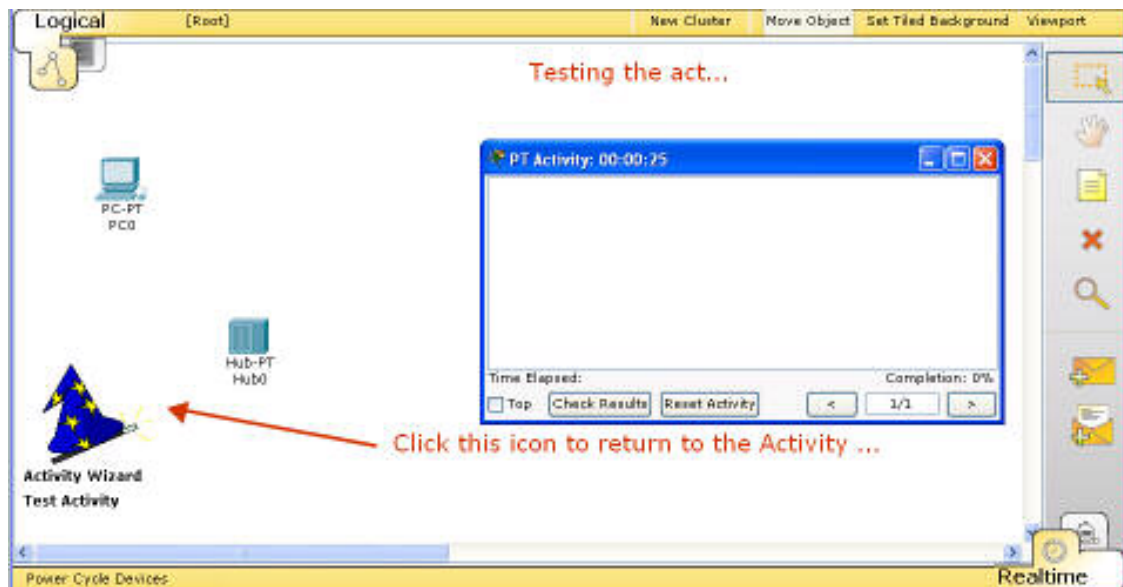 Logical [Root] New Cluster Move Object Set Tiled Background Viewport
Testing the act...
PT Activity: 00:00:25
PC-PT
PC0
Hub-PT
Hub0
Time Elapsed: Completion: 0%
Top Check Results Reset Activity < 1/1 >
Click this icon to return to the Activity ...
Activity Wizard
Test Activity
Power Cycle Devices Realtime